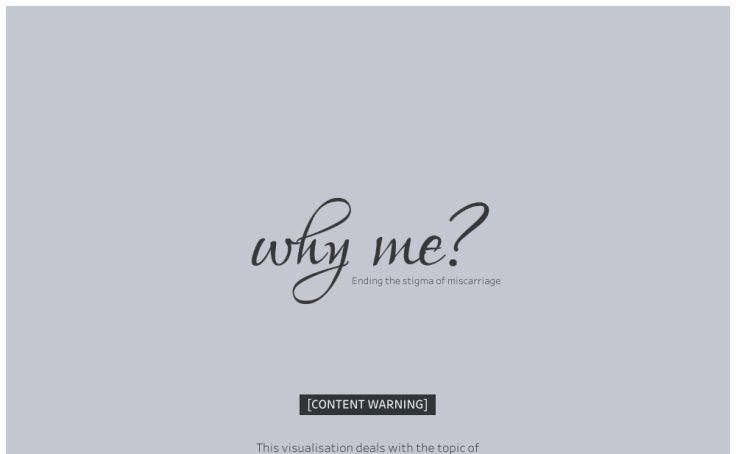 why me?
Ending the stigma of miscarriage
[CONTENT WARNING]
This visualisation deals with the topic of